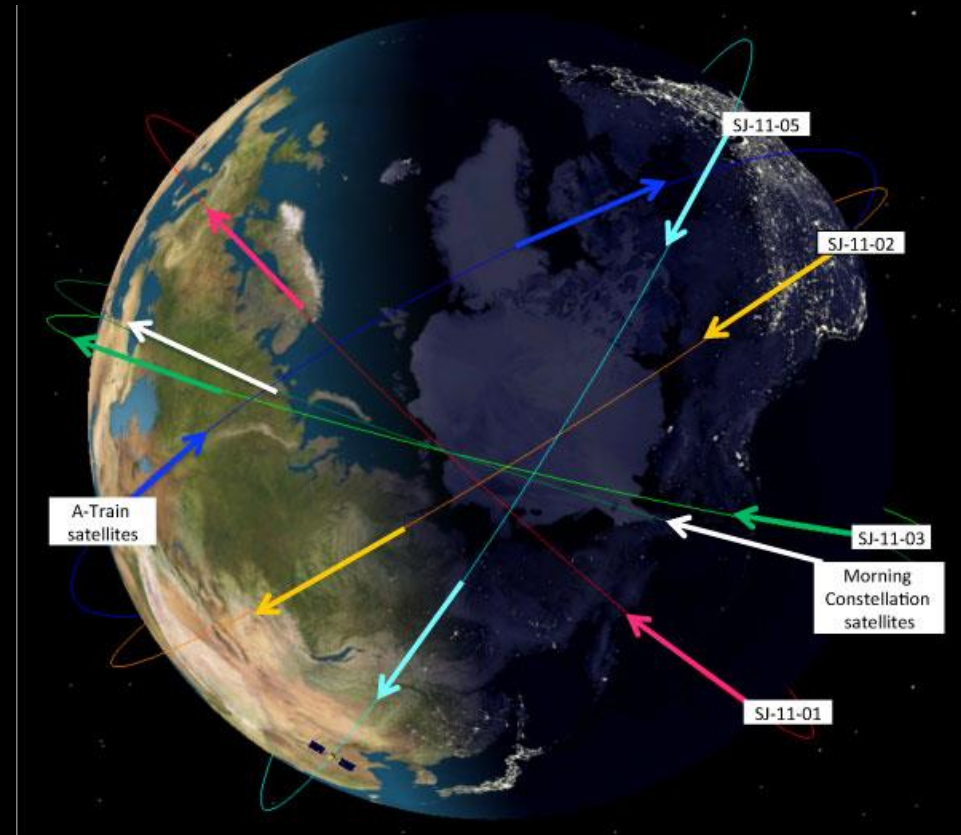 SJ-11-05
SJ-11-02
A-Train
satellites
SJ-11-03
Morning
Constellation
satellites
SJ-11-01